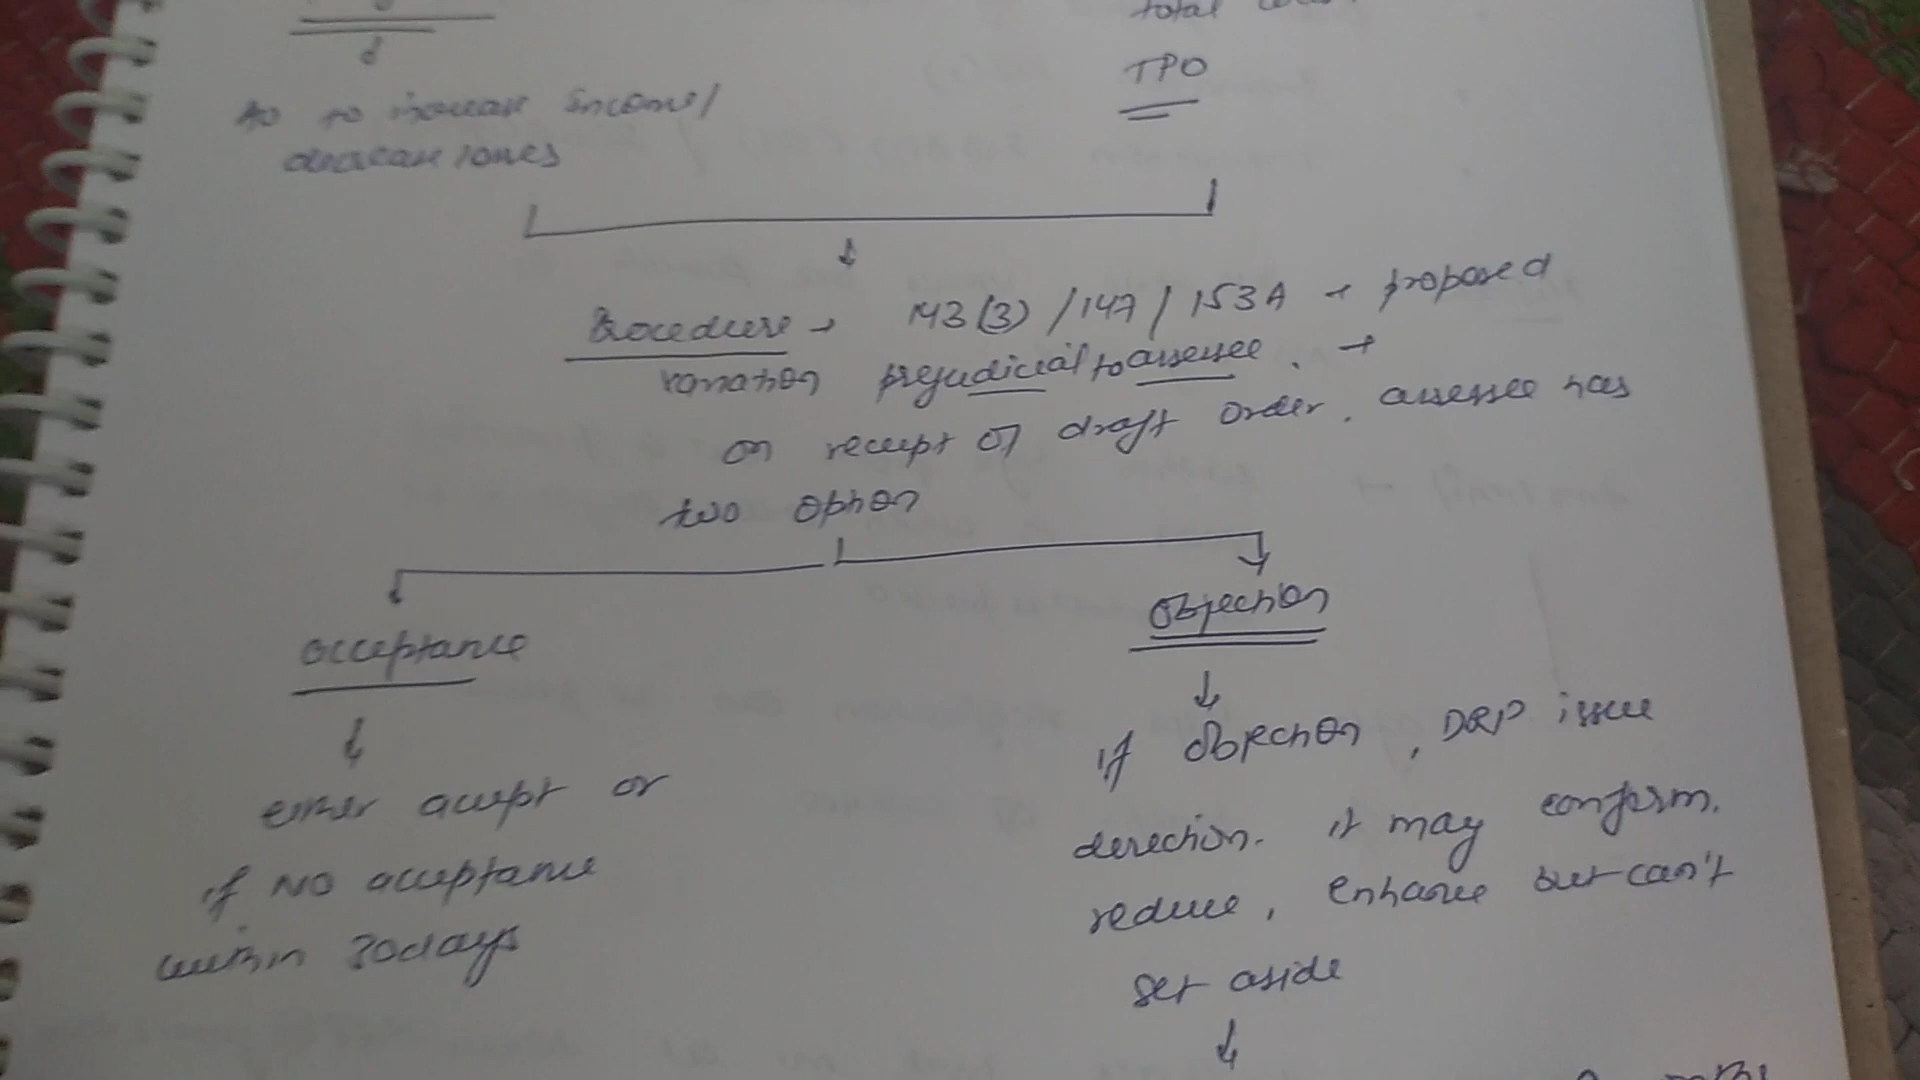 total
TPO
AO to increase income/
decrease losses
Procedure → 143(3) / 147 / 153A → proposed
variation prejudicial to assessee. →
on receipt of draft order, assessee has
two option
acceptance
objection
either accept or
if NO acceptance
within 30days
if objection, DRP issue
direction. it may conform,
reduce, enhance but can't
set aside